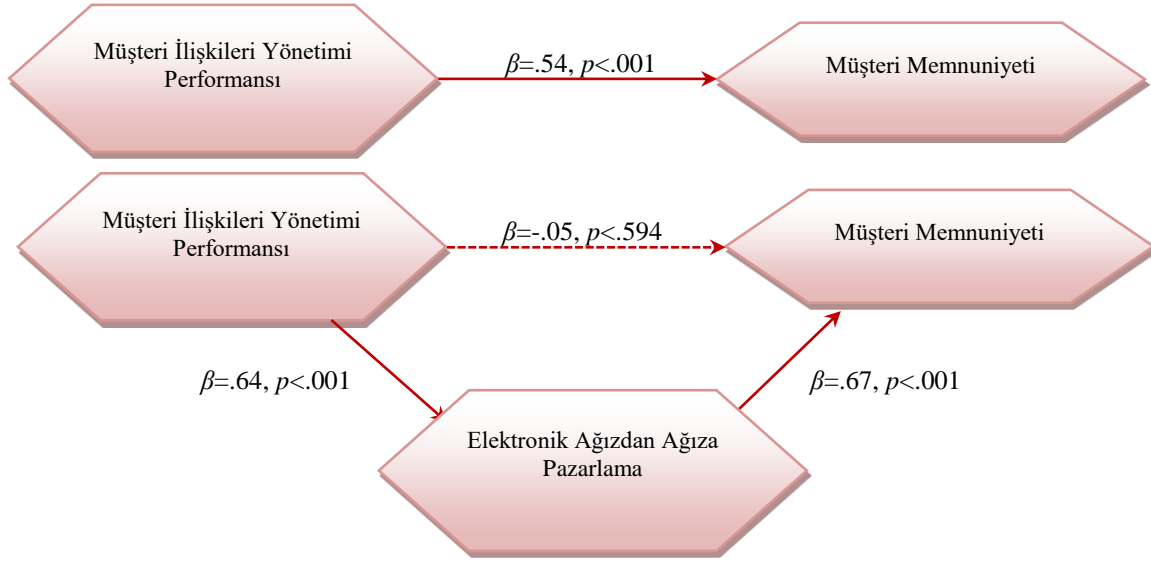 Müşteri İlişkileri Yönetimi
Performansı
β=.54, p<.001
Müşteri Memnuniyeti
Müşteri İlişkileri Yönetimi
Performansı
β=-.05, p<.594
Müşteri Memnuniyeti
β=.64, p<.001
β=.67, p<.001
Elektronik Ağızdan Ağıza
Pazarlama